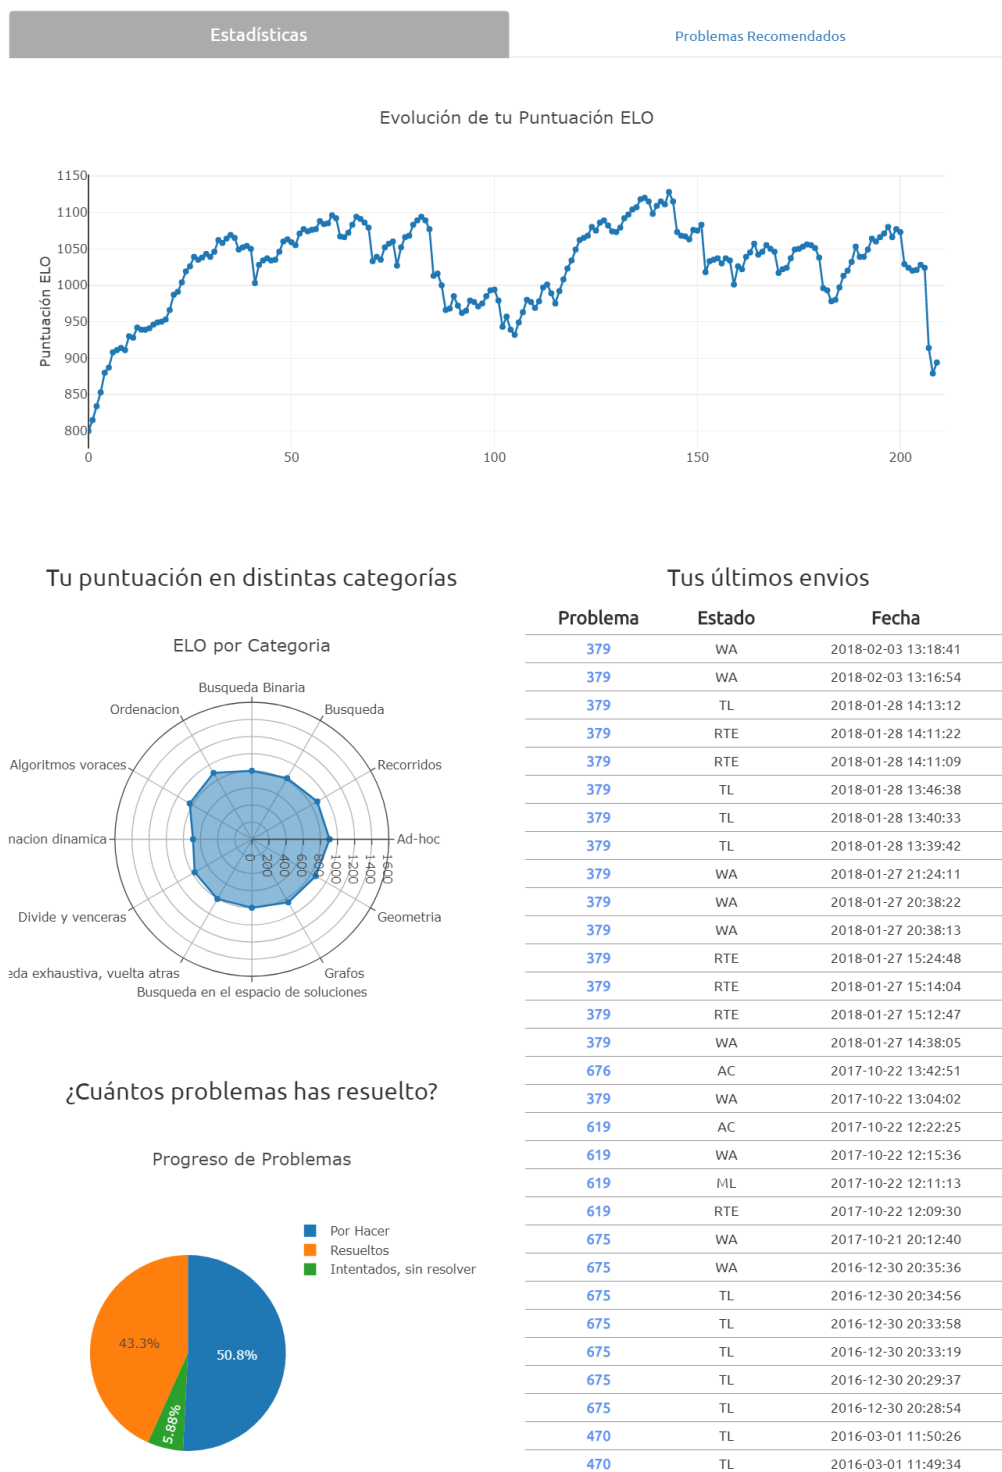 Estadísticas
Problemas Recomendados
Evolución de tu Puntuación ELO
Puntuación ELO
1150
1100
1050
1000
950
900
850
800
0 50 100 150 200
Tu puntuación en distintas categorías
ELO por Categoria
Busqueda Binaria
Ordenacion
Busqueda
Algoritmos voraces
Recorridos
nacion dinamica
Ad-hoc
0 200 400 600 800 1000 1200 1400 1600
Divide y venceras
Geometria
eda exhaustiva, vuelta atras
Grafos
Busqueda en el espacio de soluciones
¿Cuántos problemas has resuelto?
Progreso de Problemas
Por Hacer
Resueltos
Intentados, sin resolver
43.3%
50.8%
5.88%
Tus últimos envios
Problema Estado Fecha
379 WA 2018-02-03 13:18:41
379 WA 2018-02-03 13:16:54
379 TL 2018-01-28 14:13:12
379 RTE 2018-01-28 14:11:22
379 RTE 2018-01-28 14:11:09
379 TL 2018-01-28 13:46:38
379 TL 2018-01-28 13:40:33
379 TL 2018-01-28 13:39:42
379 WA 2018-01-27 21:24:11
379 WA 2018-01-27 20:38:22
379 WA 2018-01-27 20:38:13
379 RTE 2018-01-27 15:24:48
379 RTE 2018-01-27 15:14:04
379 RTE 2018-01-27 15:12:47
379 WA 2018-01-27 14:38:05
676 AC 2017-10-22 13:42:51
379 WA 2017-10-22 13:04:02
619 AC 2017-10-22 12:22:25
619 WA 2017-10-22 12:15:36
619 ML 2017-10-22 12:11:13
619 RTE 2017-10-22 12:09:30
675 WA 2017-10-21 20:12:40
675 WA 2016-12-30 20:35:36
675 TL 2016-12-30 20:34:56
675 TL 2016-12-30 20:33:58
675 TL 2016-12-30 20:33:19
675 TL 2016-12-30 20:29:37
675 TL 2016-12-30 20:28:54
470 TL 2016-03-01 11:50:26
470 TL 2016-03-01 11:49:34